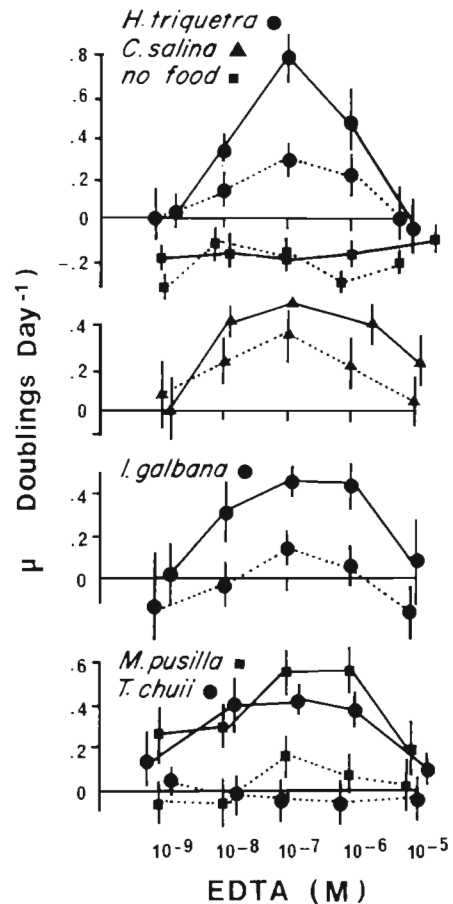 H. triquetra ●
C. salina ▲
no food ■
.8
.6
.4
.2
0
-.2
.4
.2
0
I. galbana ●
.4
.2
0
M. pusilla ■
T. chuii ●
.6
.4
.2
0
μ Doublings Day⁻¹
10⁻⁹ 10⁻⁸ 10⁻⁷ 10⁻⁶ 10⁻⁵
EDTA (M)